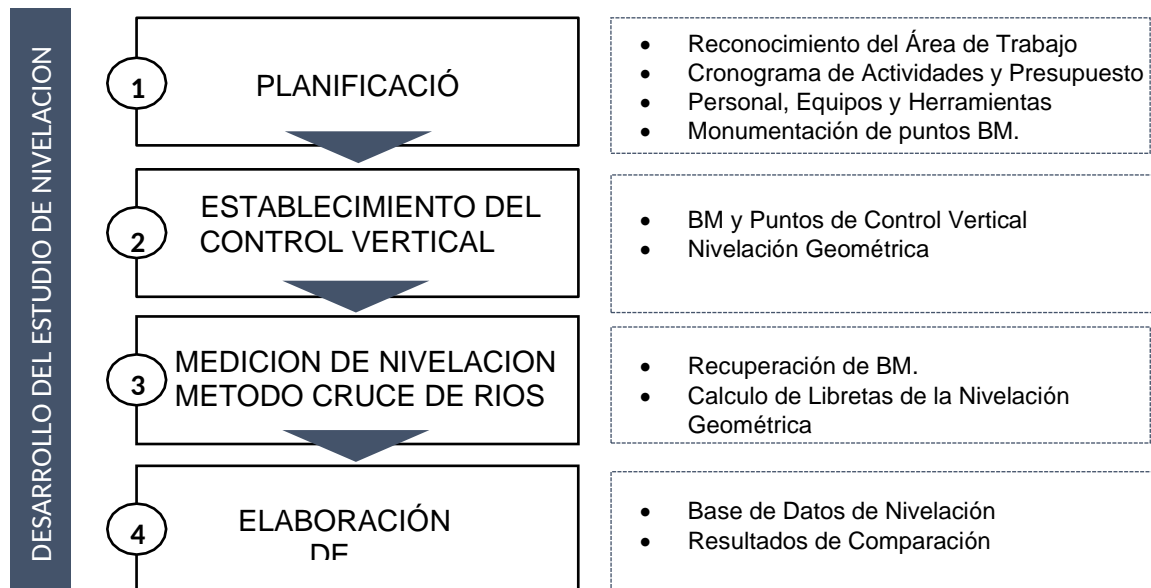 DESARROLLO DEL ESTUDIO DE NIVELACION
1
PLANIFICACIÓ
• Reconocimiento del Área de Trabajo
• Cronograma de Actividades y Presupuesto
• Personal, Equipos y Herramientas
• Monumentación de puntos BM.
2
ESTABLECIMIENTO DEL
CONTROL VERTICAL
• BM y Puntos de Control Vertical
• Nivelación Geométrica
3
MEDICION DE NIVELACION
METODO CRUCE DE RIOS
• Recuperación de BM.
• Calculo de Libretas de la Nivelación
Geométrica
4
ELABORACIÓN
DE
• Base de Datos de Nivelación
• Resultados de Comparación